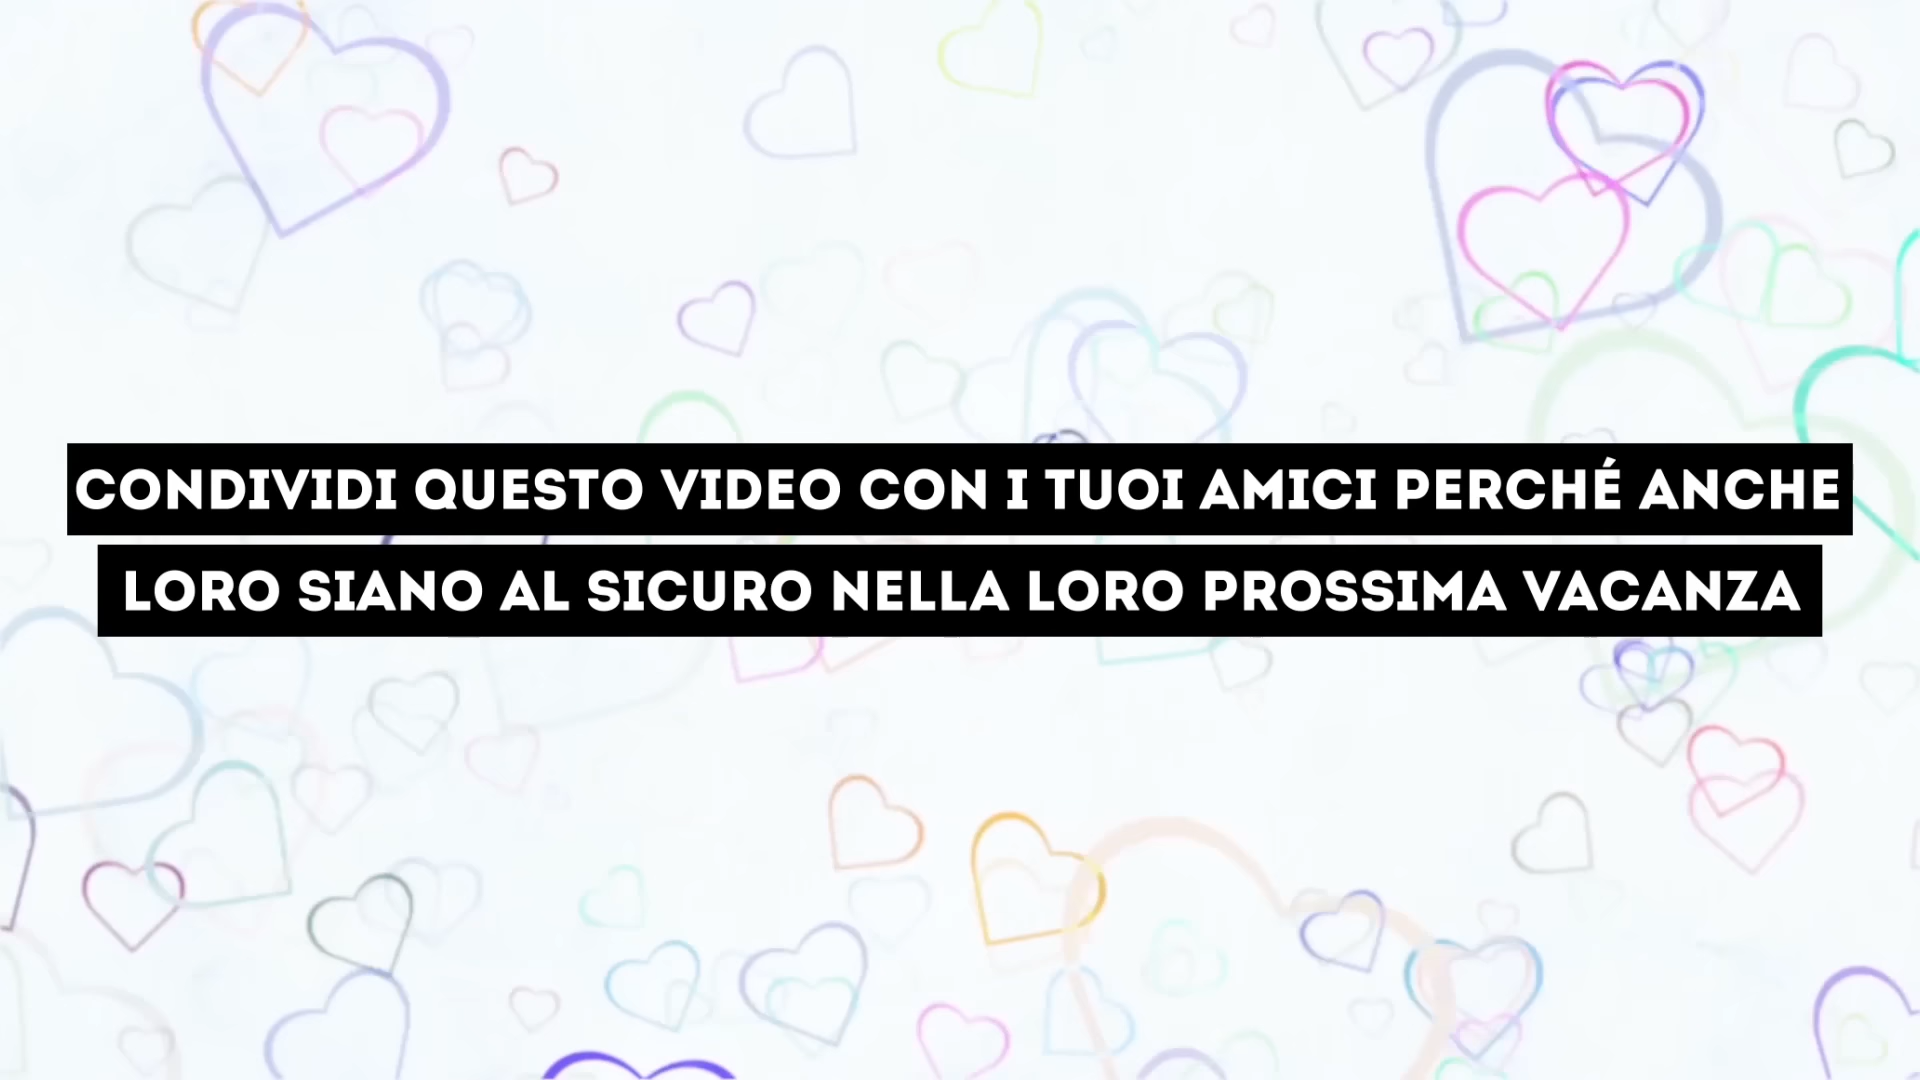 CONDIVIDI QUESTO VIDEO CON I TUOI AMICI PERCHÉ ANCHE
LORO SIANO AL SICURO NELLA LORO PROSSIMA VACANZA